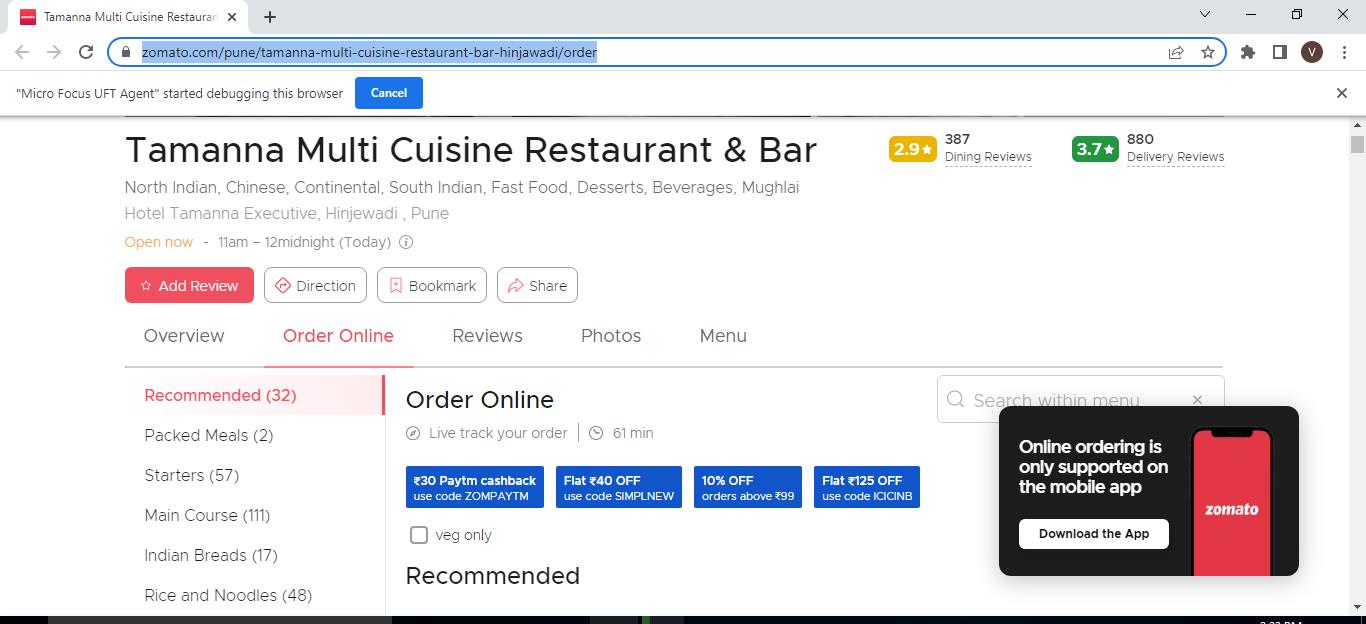 zomato
Tamanna Multi Cuisine Restauran
zomato.com/pune/tamanna-multi-cuisine-restaurant-bar-hinjawadi/order
V
"Micro Focus UFT Agent" started debugging this browser
Cancel
Tamanna Multi Cuisine Restaurant & Bar
2.9 387 Dining Reviews
3.7 880 Delivery Reviews
North Indian, Chinese, Continental, South Indian, Fast Food, Desserts, Beverages, Mughlai
Hotel Tamanna Executive, Hinjewadi , Pune
Open now - 11am – 12midnight (Today)
Add Review Direction Bookmark Share
Overview Order Online Reviews Photos Menu
Recommended (32)
Packed Meals (2)
Starters (57)
Main Course (111)
Indian Breads (17)
Rice and Noodles (48)
Order Online
Search within menu
Live track your order 61 min
₹30 Paytm cashback
use code ZOMPAYTM
Flat ₹40 OFF
use code SIMPLNEW
10% OFF
orders above ₹99
Flat ₹125 OFF
use code ICICINB
veg only
Recommended
Online ordering is
only supported on
the mobile app
Download the App
zomato